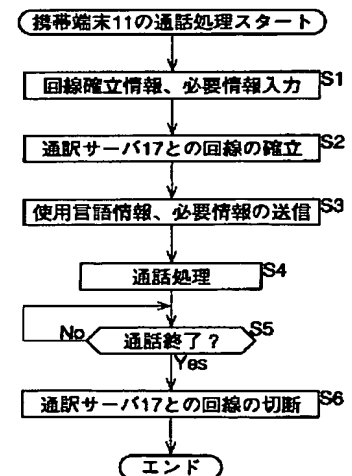 携帯端末11の通話処理スタート
回線確立情報、必要情報入力 S1
通訳サーバ17との回線の確立 S2
使用言語情報、必要情報の送信 S3
通話処理 S4
No 通話終了? S5
Yes
通訳サーバ17との回線の切断 S6
エンド